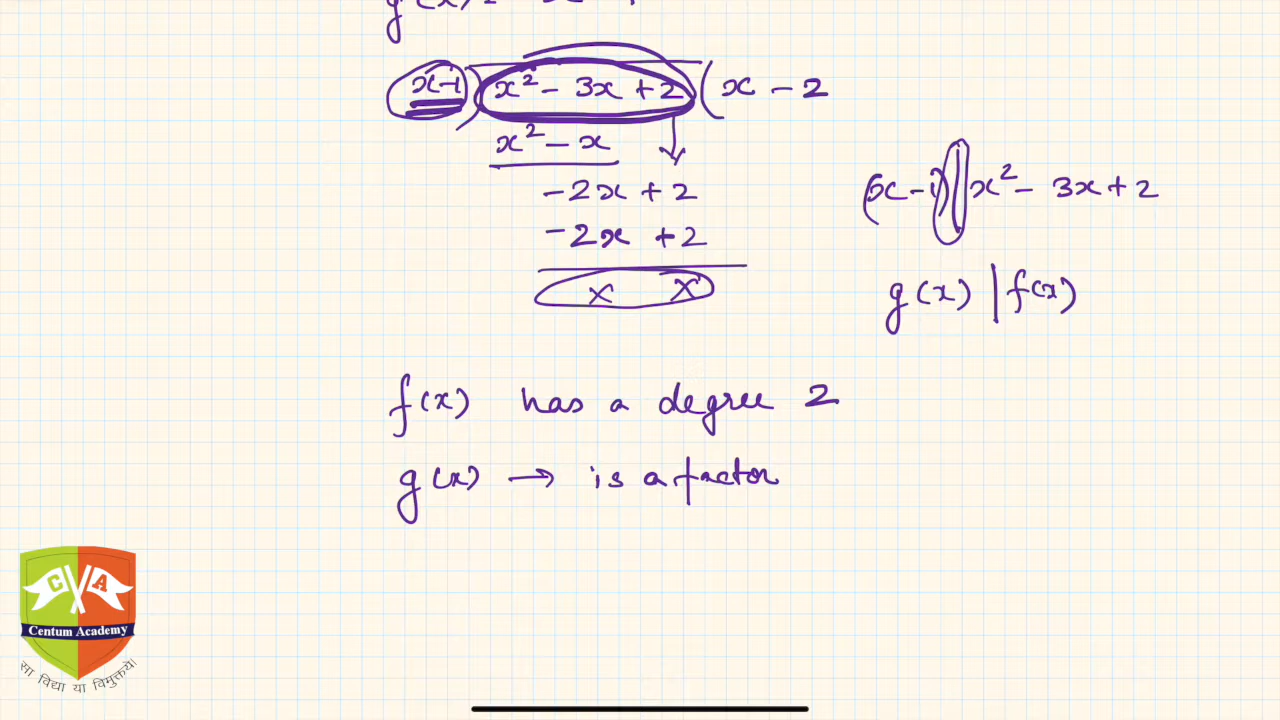 x-1) x² - 3x + 2 (x - 2
x² - x
-2x + 2
-2x + 2
x x
(x-1) | x² - 3x + 2
g(x) | f(x)
f(x) has a degree 2
g(x) → is a factor
C A
Centum Academy
सा विद्या या विमुक्तये।